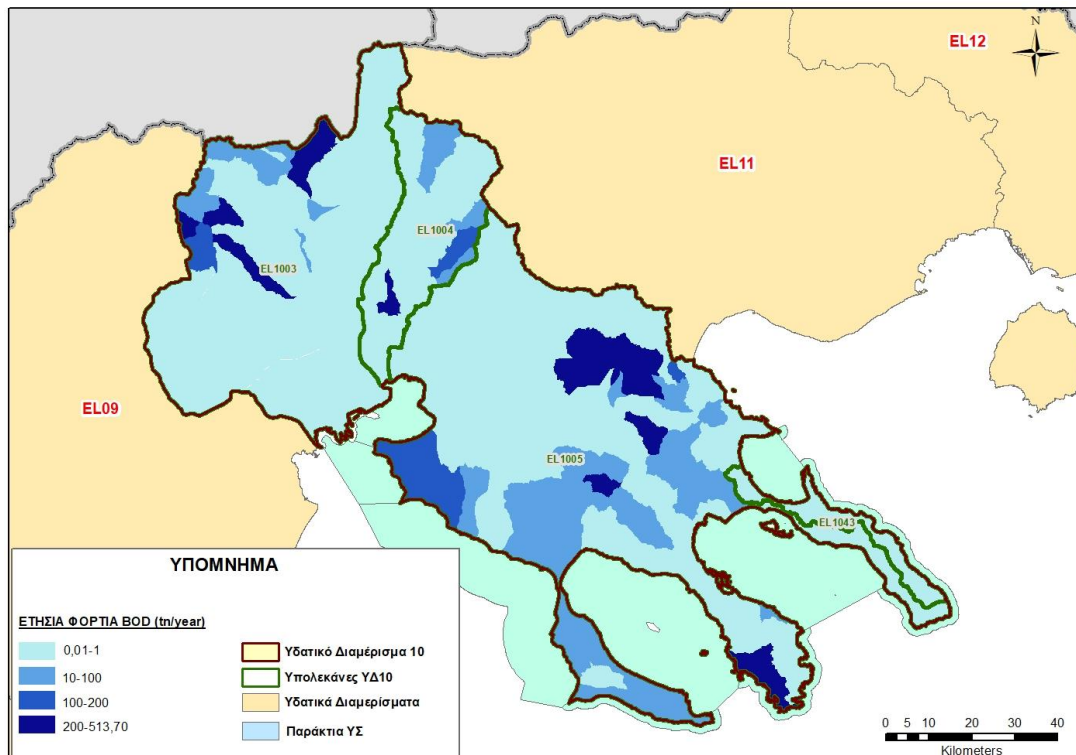 N
EL12
EL11
EL1004
EL1003
EL09
EL1005
EL1043
ΥΠΟΜΝΗΜΑ
ΕΤΗΣΙΑ ΦΟΡΤΙΑ BOD (tn/year)
0,01-1
10-100
100-200
200-513,70
Υδατικό Διαμέρισμα 10
Υπολεκάνες ΥΔ10
Υδατικά Διαμερίσματα
Παράκτια ΥΣ
0 5 10 20 30 40
Kilometers